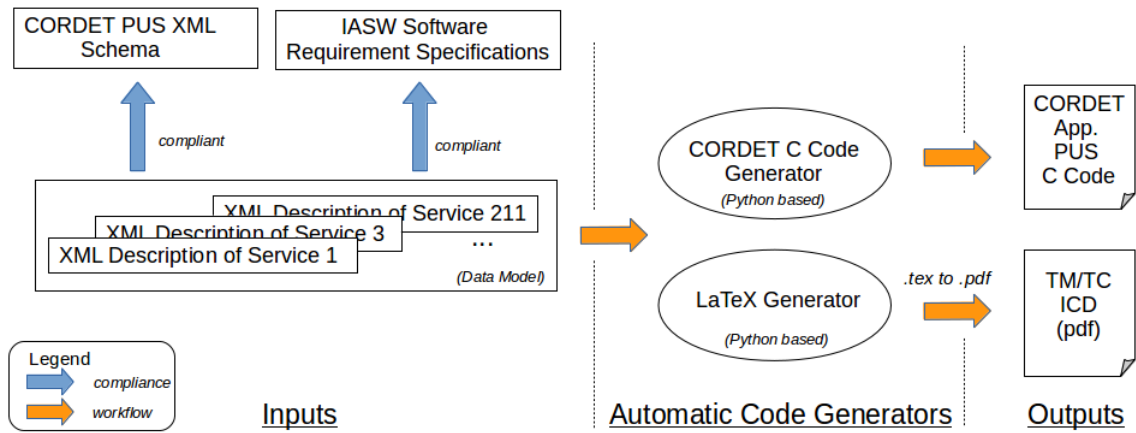 CORDET PUS XML
Schema
IASW Software
Requirement Specifications
compliant
compliant
XML Description of Service 211
XML Description of Service 3
...
XML Description of Service 1
(Data Model)
CORDET C Code
Generator
(Python based)
LaTeX Generator
(Python based)
.tex to .pdf
CORDET
App.
PUS
C Code
TM/TC
ICD
(pdf)
Legend
compliance
workflow
Inputs
Automatic Code Generators
Outputs